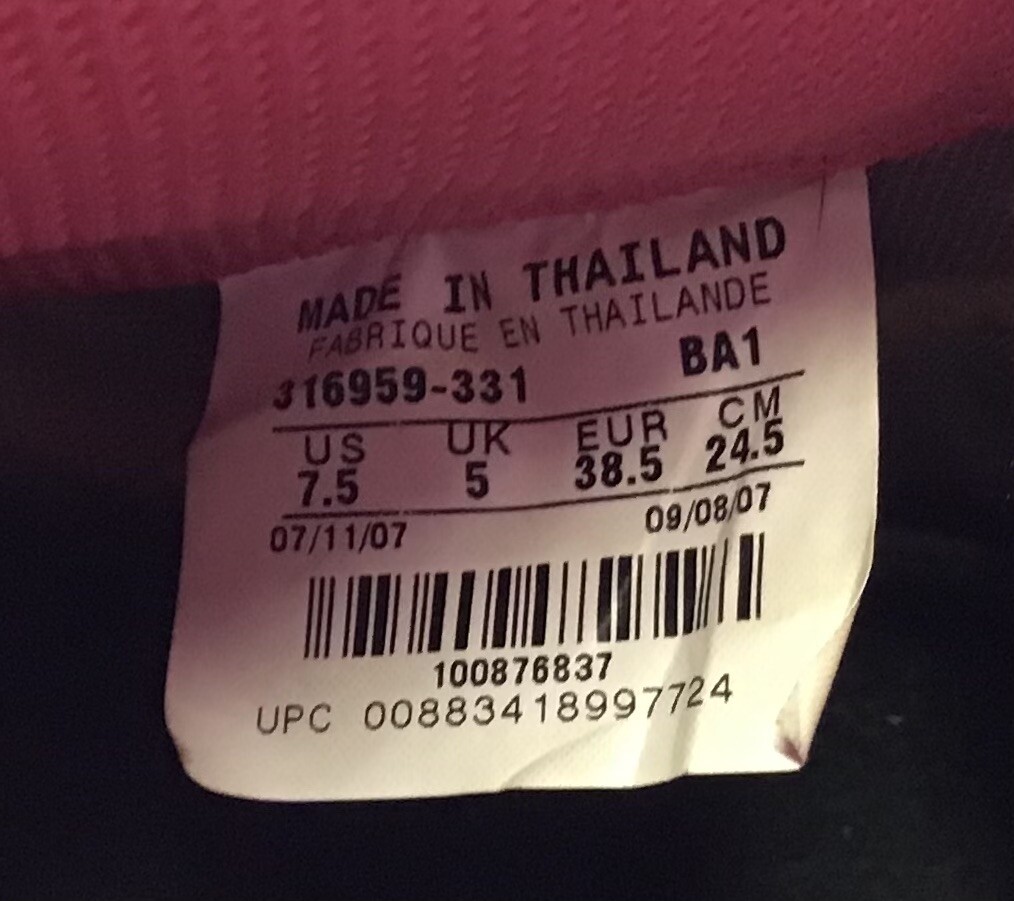 MADE IN THAILAND
FABRIQUE EN THAILANDE
316959-331 BA1
US UK EUR CM
7.5 5 38.5 24.5
07/11/07 09/08/07
100876837
UPC 00883418997724